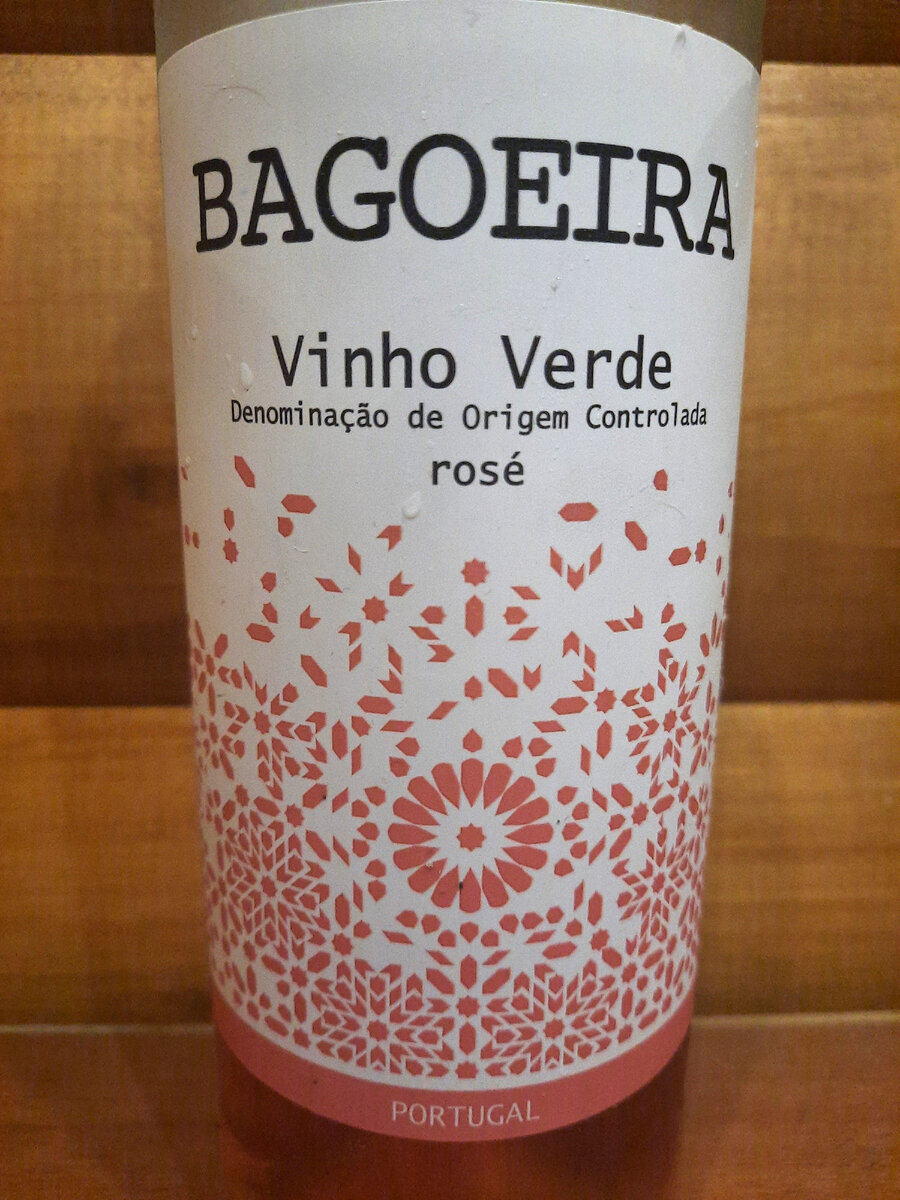 BAGOEIRA
Vinho Verde
Denominação de Origem Controlada
rosé
PORTUGAL